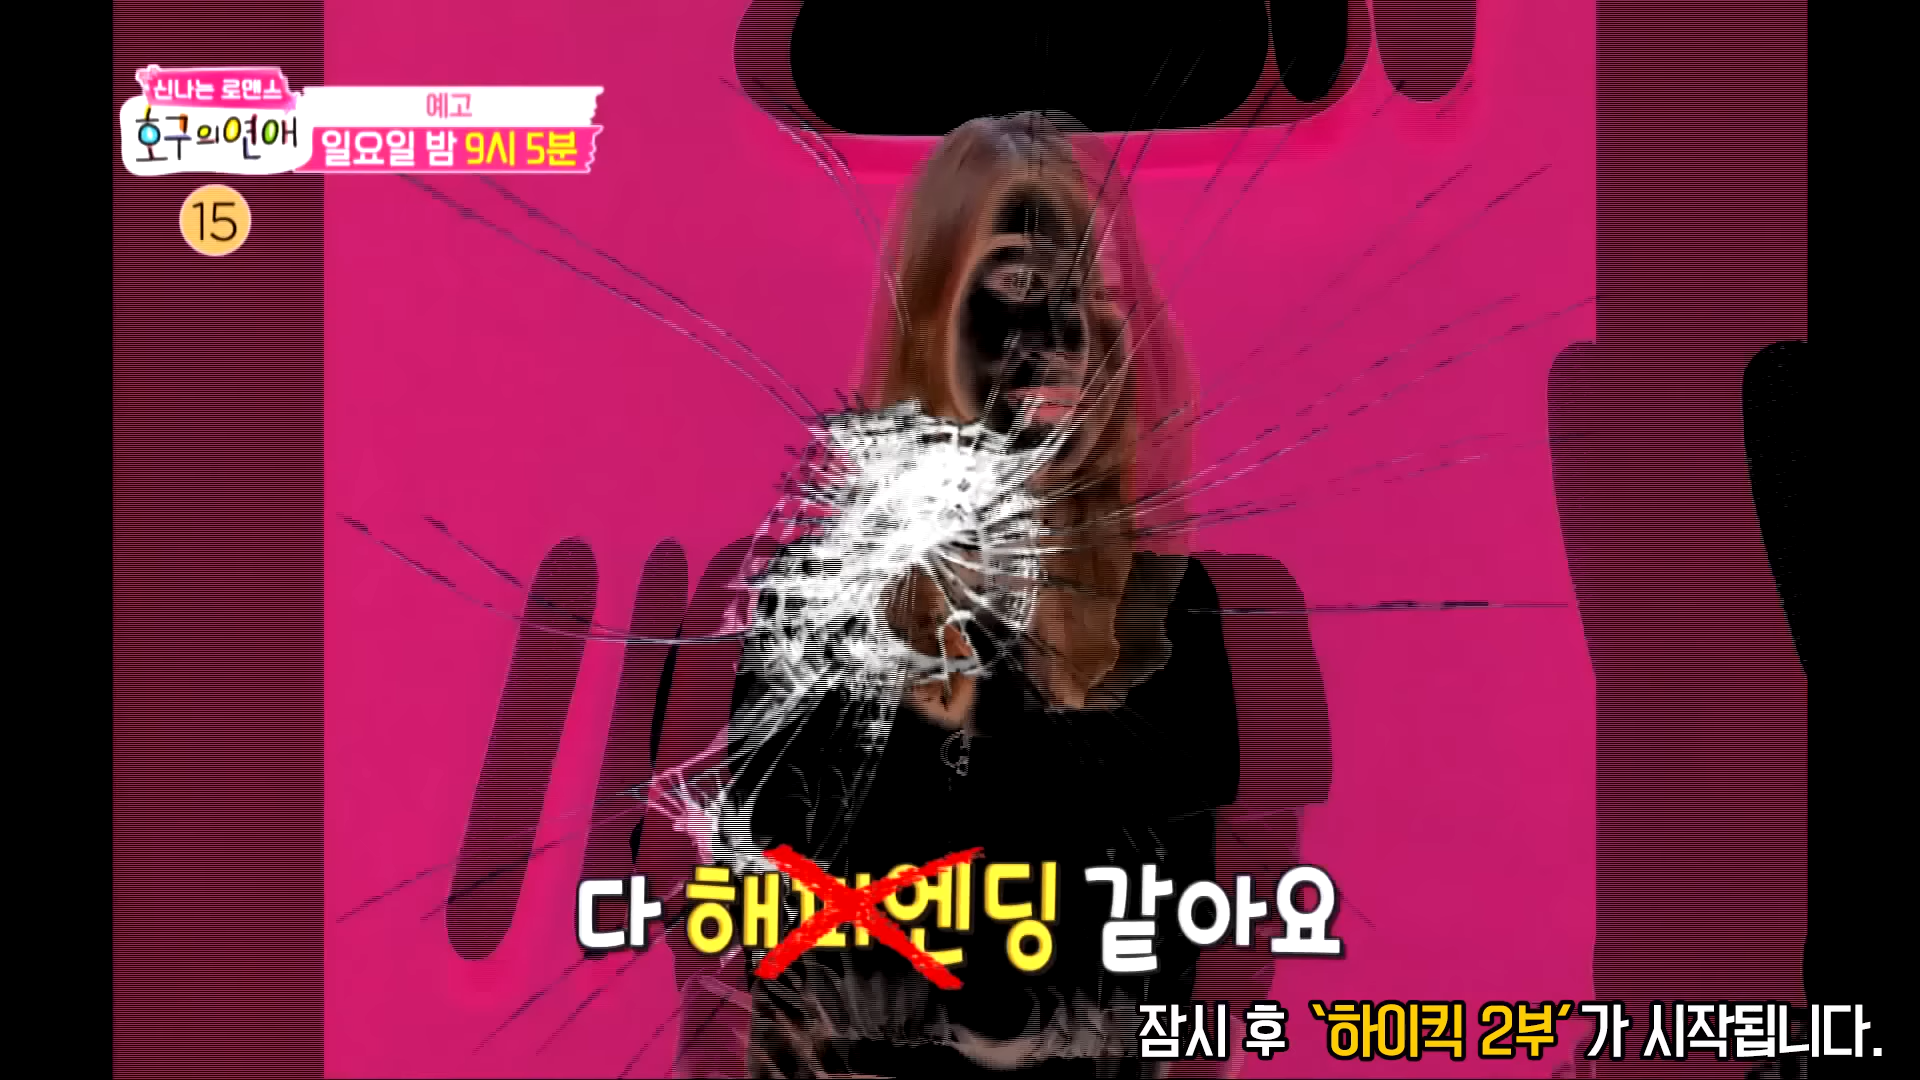 신나는 로맨스
호구의연애
예고
일요일 밤 9시 5분
15
다 해피엔딩 같아요
잠시 후 '하이킥 2부'가 시작됩니다.